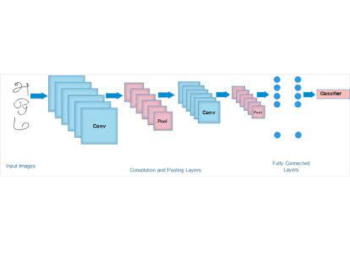 Conv
Pool
Conv
Pool
Classifier
Input Images
Convolution and Pooling Layers
Fully Connected
Layers